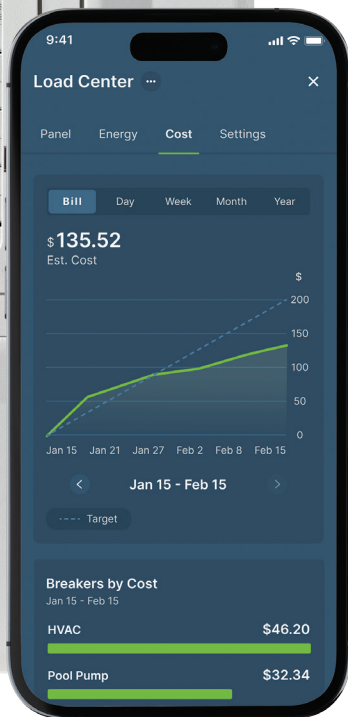 9:41
Load Center ...
Panel Energy Cost Settings
Bill Day Week Month Year
$135.52
Est. Cost
$
200
150
100
50
0
Jan 15 Jan 21 Jan 27 Feb 2 Feb 8 Feb 15
Jan 15 - Feb 15
Target
Breakers by Cost
Jan 15 - Feb 15
HVAC $46.20
Pool Pump $32.34